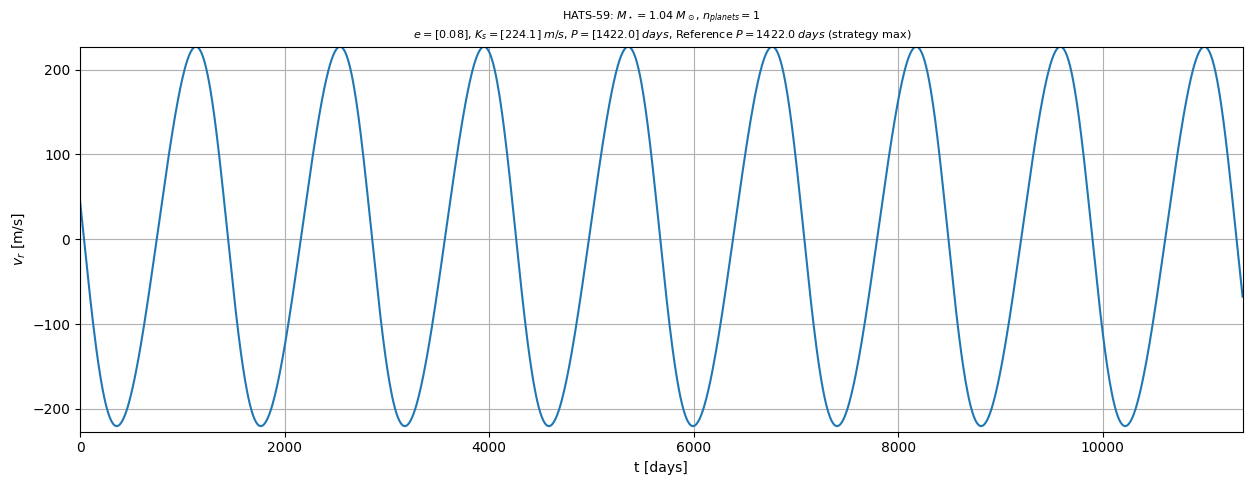 HATS-59: $M_\star = 1.04\ M_\odot$, $n_{planets} = 1$
$e = [0.08]$, $K_s = [224.1]\ m/s$, $P = [1422.0]\ days$, Reference $P = 1422.0\ days$ (strategy max)
200
100
0
−100
−200
$v_r$ [m/s]
0 2000 4000 6000 8000 10000
t [days]